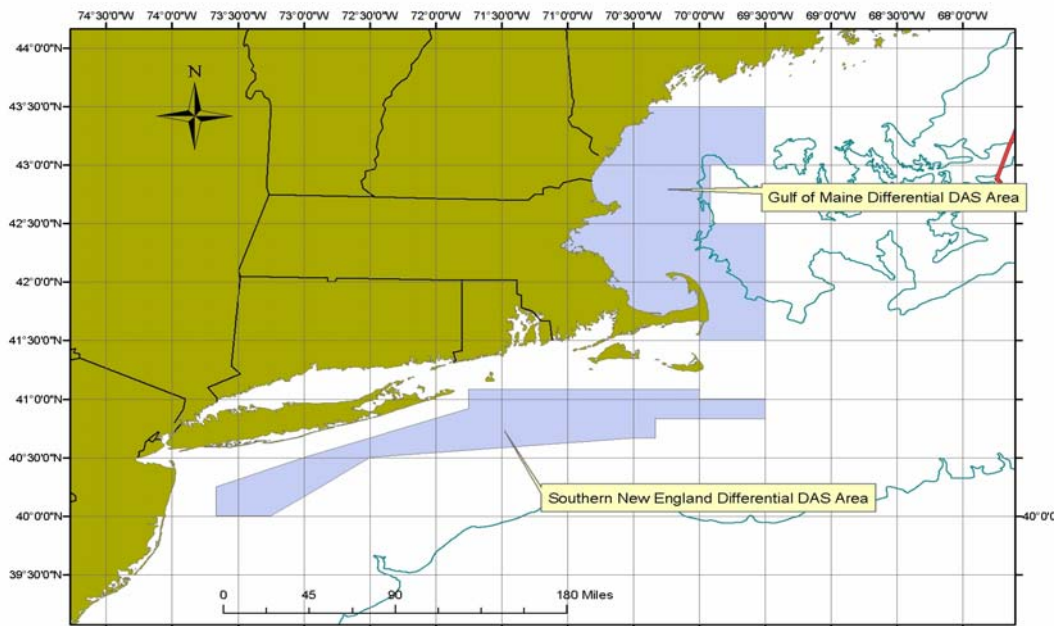 74°30'0"W 74°0'0"W 73°30'0"W 73°0'0"W 72°30'0"W 72°0'0"W 71°30'0"W 71°0'0"W 70°30'0"W 70°0'0"W 69°30'0"W 69°0'0"W 68°30'0"W 68°0'0"W
44°0'0"N
N
43°30'0"N
43°0'0"N
Gulf of Maine Differential DAS Area
42°30'0"N
42°0'0"N
41°30'0"N
41°0'0"N
40°30'0"N
Southern New England Differential DAS Area
40°0'0"N 40°0'0
39°30'0"N
0 45 90 180 Miles